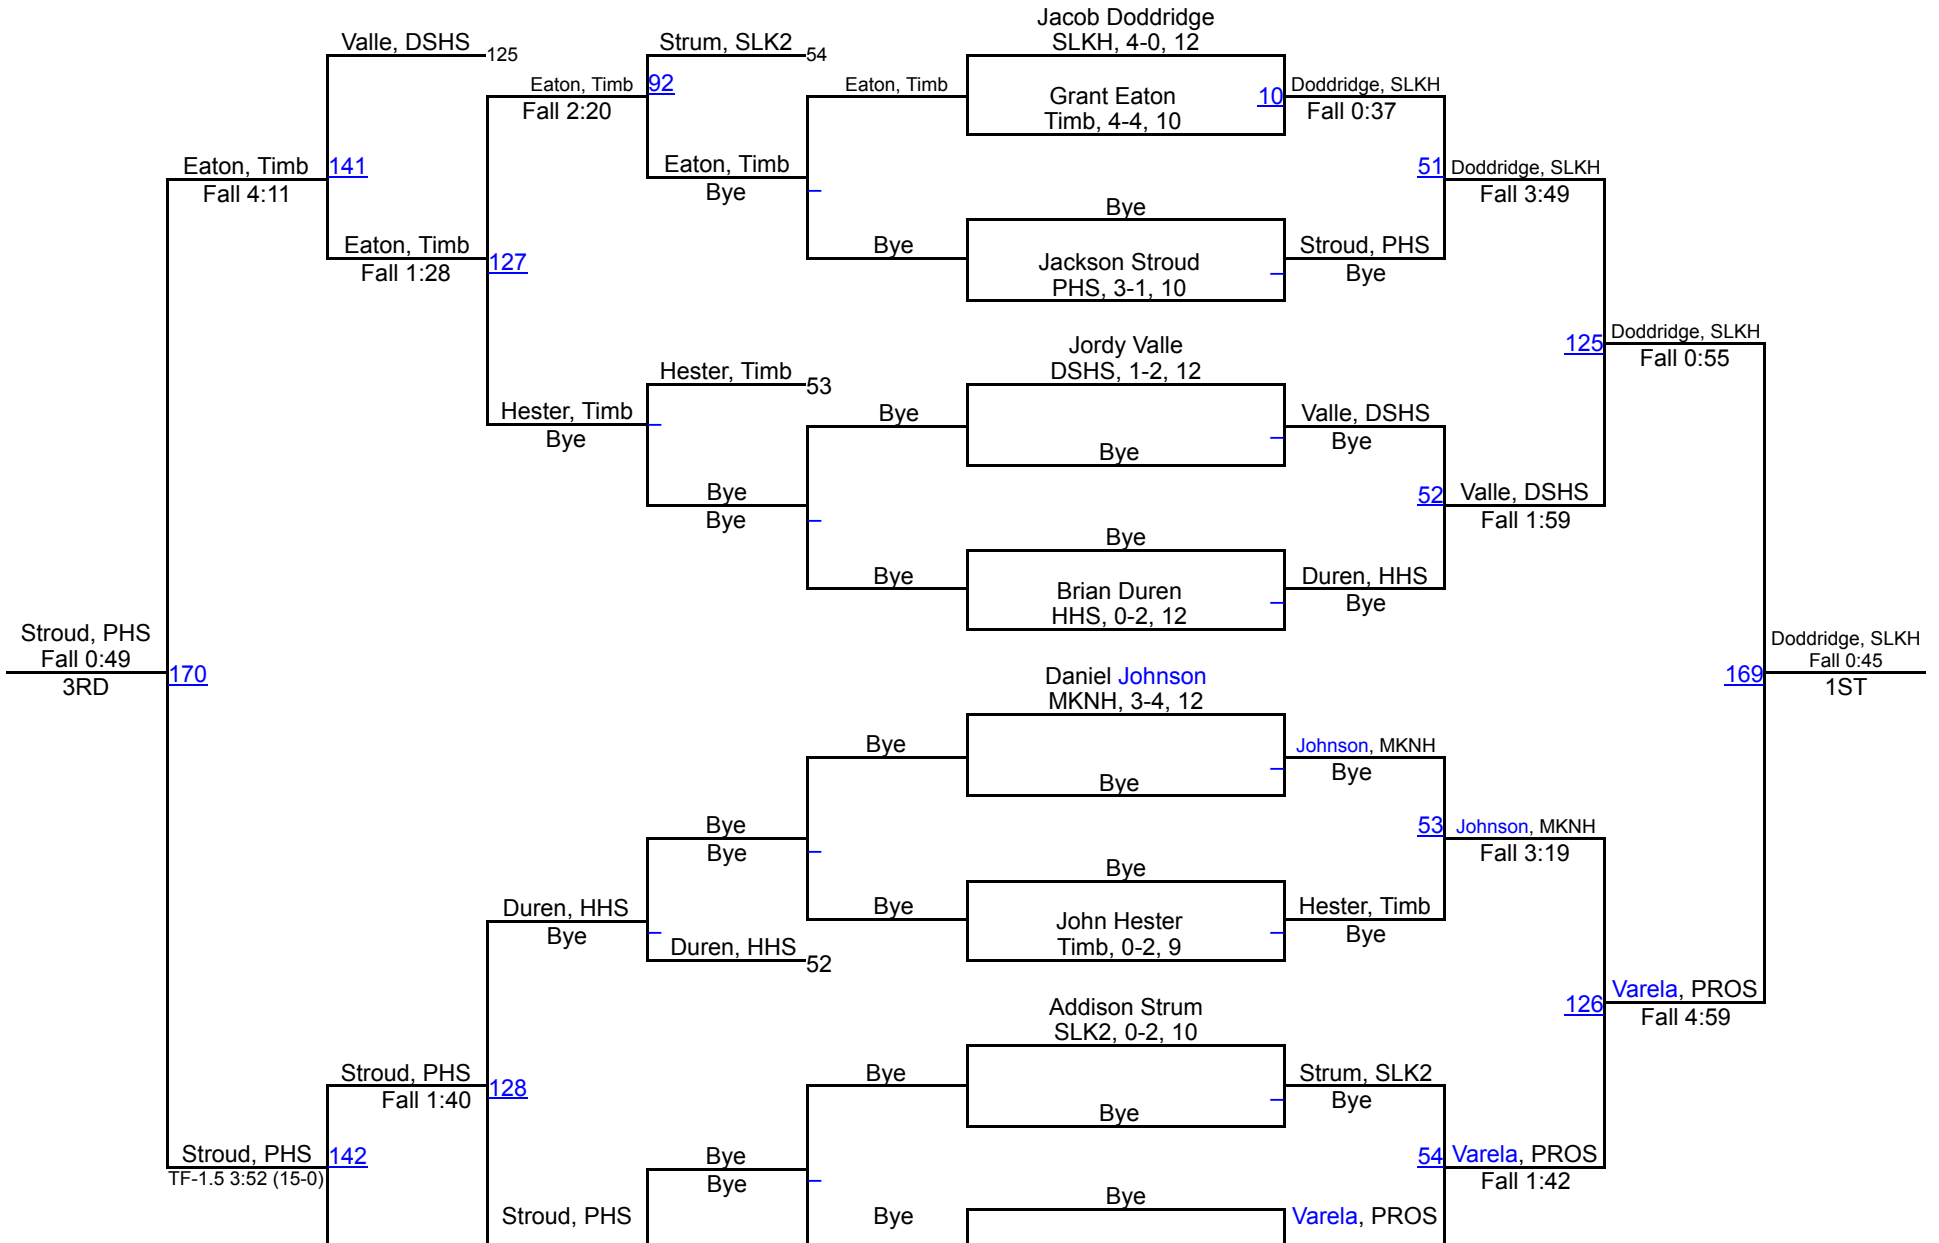 Jacob Doddridge
Valle, DSHS
125
Strum, SLK2
54
SLKH, 4-0, 12
Eaton, Timb
92
Eaton, Timb
Grant Eaton
10
Doddridge, SLKH
Fall 2:20
Timb, 4-4, 10
Fall 0:37
Eaton, Timb
141
Eaton, Timb
51
Doddridge, SLKH
Fall 4:11
Bye
Fall 3:49
Bye
Eaton, Timb
Bye
Stroud, PHS
Fall 1:28
127
Jackson Stroud
Bye
PHS, 3-1, 10
Doddridge, SLKH
125
Jordy Valle
Fall 0:55
Hester, Timb
53
DSHS, 1-2, 12
Hester, Timb
Bye
Valle, DSHS
Bye
Bye
Bye
Bye
52
Valle, DSHS
Bye
Fall 1:59
Bye
Bye
Duren, HHS
Brian Duren
Bye
HHS, 0-2, 12
Stroud, PHS
Doddridge, SLKH
Fall 0:49
Fall 0:45
170
169
3RD
1ST
Daniel Johnson
MKNH, 3-4, 12
Bye
Johnson, MKNH
Bye
Bye
Bye
53
Johnson, MKNH
Bye
Fall 3:19
Bye
Duren, HHS
Bye
Hester, Timb
Bye
John Hester
Bye
Duren, HHS
52
Timb, 0-2, 9
126
Varela, PROS
Addison Strum
Fall 4:59
SLK2, 0-2, 10
Stroud, PHS
128
Bye
Strum, SLK2
Fall 1:40
Bye
Bye
Stroud, PHS
142
Bye
54
Varela, PROS
TF-1.5 3:52 (15-0)
Bye
Fall 1:42
Bye
Stroud, PHS
Bye
Varela, PROS